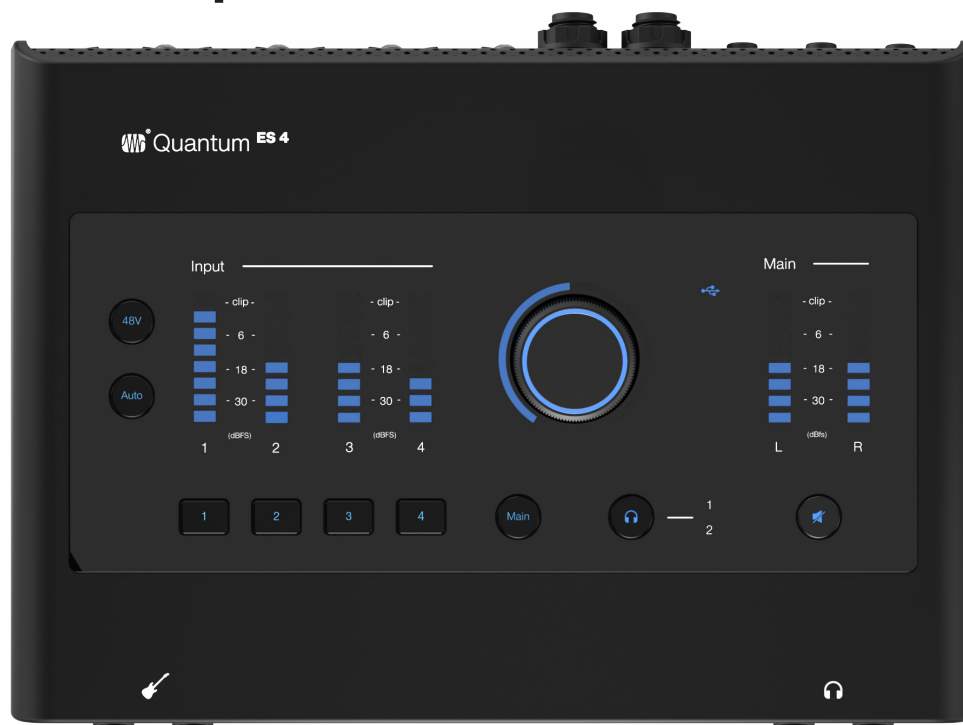 Quantum ES 4
Input
Main
48V
Auto
- clip -
- 6 -
- 18 -
- 30 -
(dBFS)
1
2
- clip -
- 6 -
- 18 -
- 30 -
(dBFS)
3
4
- clip -
- 6 -
- 18 -
- 30 -
(dBfs)
L
R
1
2
3
4
Main
1
2